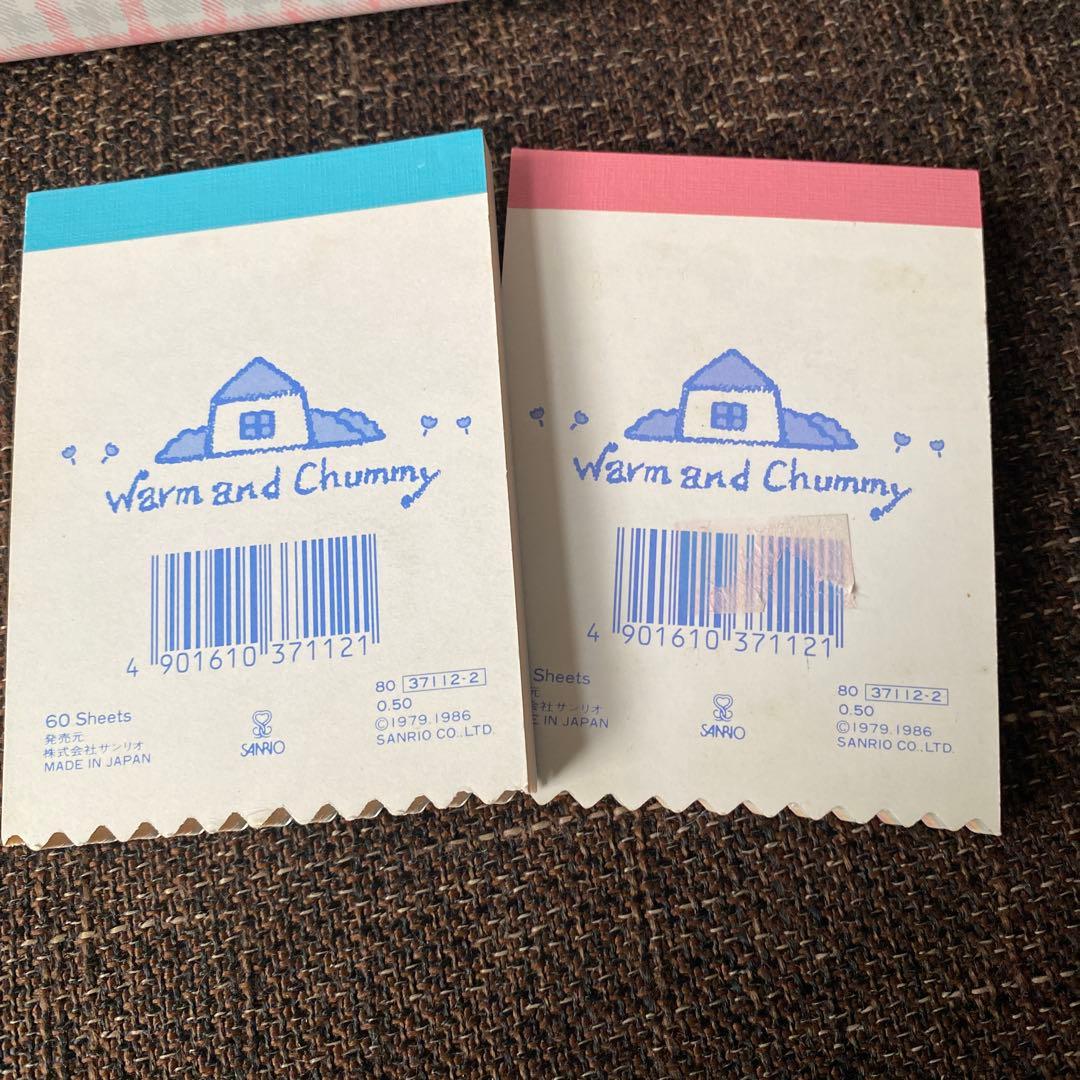 Warm and Chummy
4 901610 371121
60 Sheets
発売元
株式会社サンリオ
MADE IN JAPAN
SANRIO
80 37112-2
0.50
©1979.1986
SANRIO CO.,LTD.
Warm and Chummy
4 901610 371121
Sheets
元
会社サンリオ
IN JAPAN
SANRIO
80 37112-2
0.50
©1979.1986
SANRIO CO.,LTD.